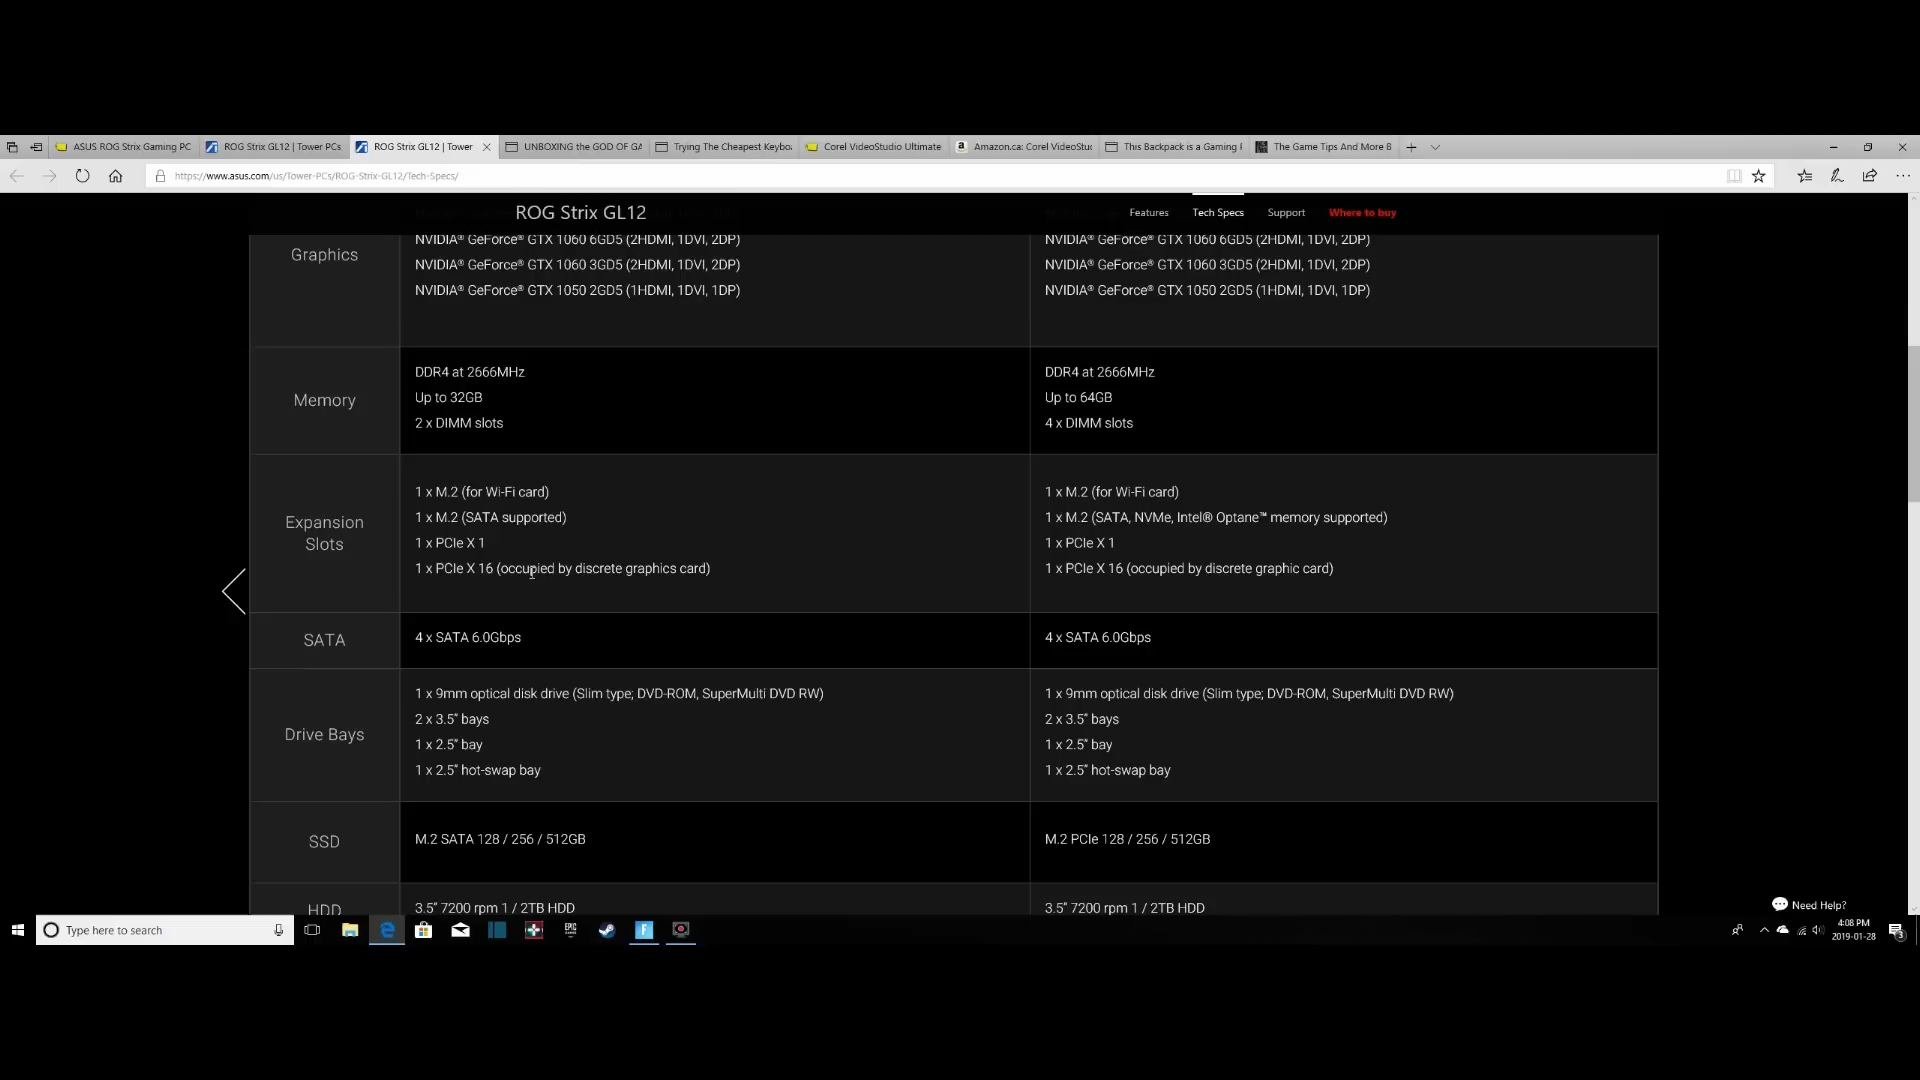 ASUS ROG Strix Gaming PC
ROG Strix GL12 | Tower PCs
ROG Strix GL12 | Tower
UNBOXING the GOD OF GA
Trying The Cheapest Keybo
Corel VideoStudio Ultimate
Amazon.ca: Corel VideoStu
This Backpack is a Gaming
The Game Tips And More B
https://www.asus.com/us/Tower-PCs/ROG-Strix-GL12/Tech-Specs/
ROG Strix GL12
Features
Tech Specs
Support
Where to buy
Graphics
NVIDIA® GeForce® GTX 1060 6GD5 (2HDMI, 1DVI, 2DP)
NVIDIA® GeForce® GTX 1060 3GD5 (2HDMI, 1DVI, 2DP)
NVIDIA® GeForce® GTX 1050 2GD5 (1HDMI, 1DVI, 1DP)
NVIDIA® GeForce® GTX 1060 6GD5 (2HDMI, 1DVI, 2DP)
NVIDIA® GeForce® GTX 1060 3GD5 (2HDMI, 1DVI, 2DP)
NVIDIA® GeForce® GTX 1050 2GD5 (1HDMI, 1DVI, 1DP)
Memory
DDR4 at 2666MHz
Up to 32GB
2 x DIMM slots
DDR4 at 2666MHz
Up to 64GB
4 x DIMM slots
Expansion
Slots
1 x M.2 (for Wi-Fi card)
1 x M.2 (SATA supported)
1 x PCIe X 1
1 x PCIe X 16 (occupied by discrete graphics card)
1 x M.2 (for Wi-Fi card)
1 x M.2 (SATA, NVMe, Intel® Optane™ memory supported)
1 x PCIe X 1
1 x PCIe X 16 (occupied by discrete graphic card)
SATA
4 x SATA 6.0Gbps
4 x SATA 6.0Gbps
Drive Bays
1 x 9mm optical disk drive (Slim type; DVD-ROM, SuperMulti DVD RW)
2 x 3.5” bays
1 x 2.5” bay
1 x 2.5” hot-swap bay
1 x 9mm optical disk drive (Slim type; DVD-ROM, SuperMulti DVD RW)
2 x 3.5” bays
1 x 2.5” bay
1 x 2.5” hot-swap bay
SSD
M.2 SATA 128 / 256 / 512GB
M.2 PCIe 128 / 256 / 512GB
HDD
3.5” 7200 rpm 1 / 2TB HDD
3.5” 7200 rpm 1 / 2TB HDD
Need Help?
Type here to search
EPIC
GAMES
4:08 PM
2019-01-28
3